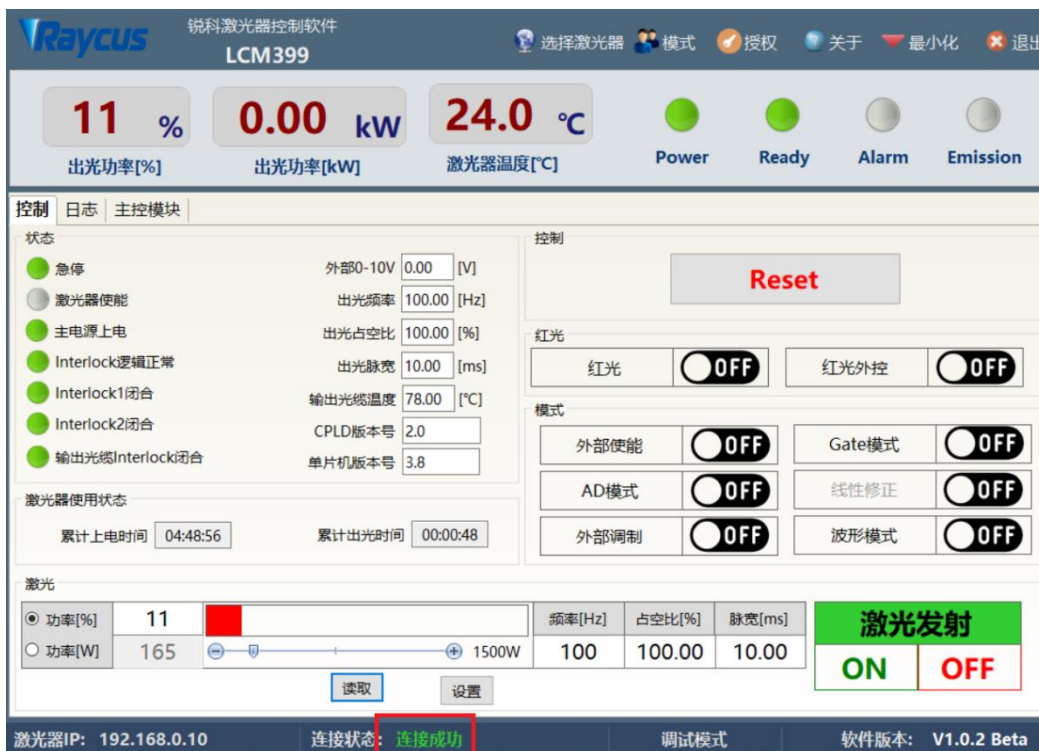 Raycus
锐科激光器控制软件
LCM399
选择激光器 模式 授权 关于 最小化 退出
11 %
出光功率[%]
0.00 kW
出光功率[kW]
24.0 ℃
激光器温度[℃]
Power Ready Alarm Emission
控制 日志 主控模块
状态
急停
激光器使能
主电源上电
Interlock逻辑正常
Interlock1闭合
Interlock2闭合
输出光缆Interlock闭合
外部0-10V 0.00 [V]
出光频率 100.00 [Hz]
出光占空比 100.00 [%]
出光脉宽 10.00 [ms]
输出光缆温度 78.00 [℃]
CPLD版本号 2.0
单片机版本号 3.8
激光器使用状态
累计上电时间 04:48:56 累计出光时间 00:00:48
控制
Reset
红光
红光 OFF 红光外控 OFF
模式
外部使能 OFF Gate模式 OFF
AD模式 OFF 线性修正 OFF
外部调制 OFF 波形模式 OFF
激光
功率[%] 11
功率[W] 165
1500W
读取 设置
频率[Hz] 占空比[%] 脉宽[ms]
100 100.00 10.00
激光发射
ON OFF
激光器IP: 192.168.0.10 连接状态: 连接成功 调试模式 软件版本: V1.0.2 Beta